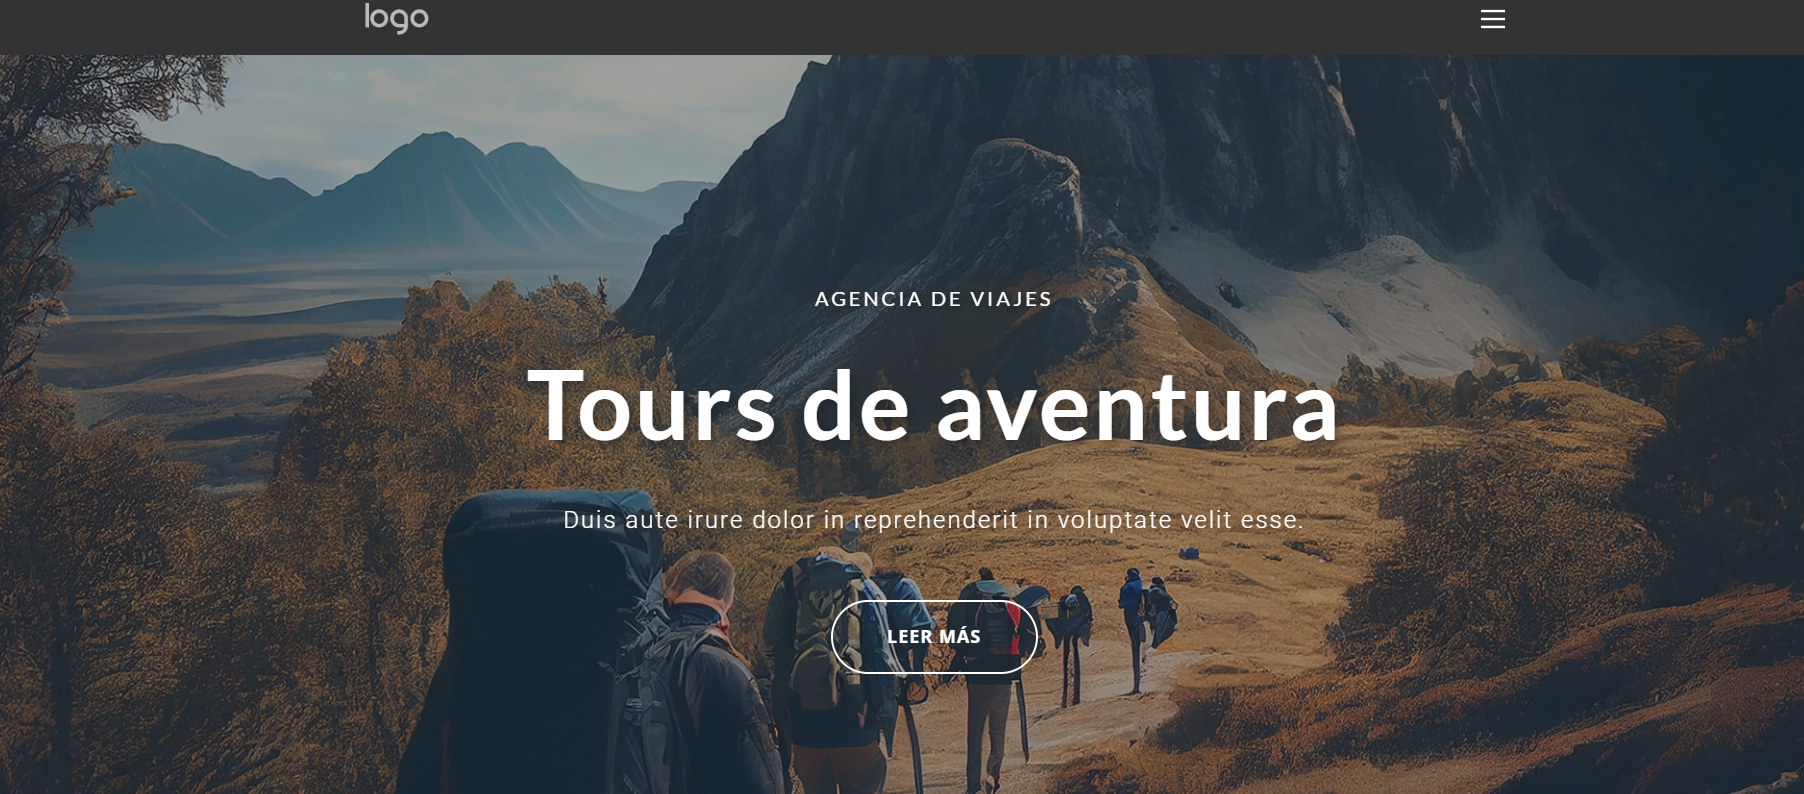 logo
AGENCIA DE VIAJES
Tours de aventura
Duis aute irure dolor in reprehenderit in voluptate velit esse.
LEER MÁS